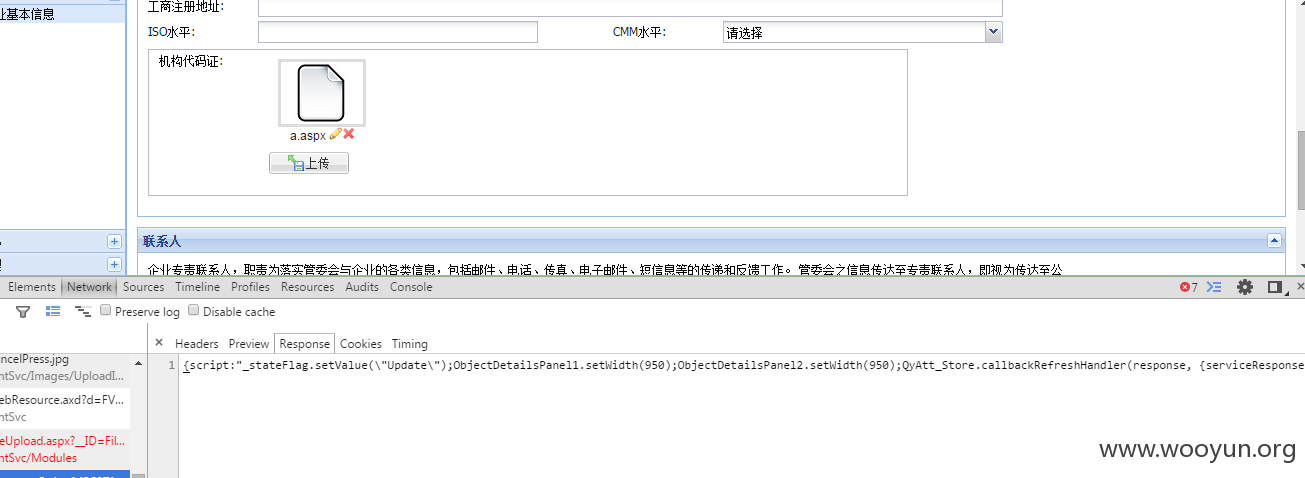 业基本信息
工商注册地址:
ISO水平:
CMM水平:
请选择
机构代码证:
a.aspx
上传
联系人
企业专责联系人，职责为落实管委会与企业的各类信息，包括邮件、电话、传真、电子邮件、短信息等的传递和反馈工作。管委会之信息传达至专责联系人，即视为传达至公
Elements Network Sources Timeline Profiles Resources Audits Console
7
Preserve log Disable cache
× Headers Preview Response Cookies Timing
ancelPress.jpg
ntSvc/Images/UploadI...
ebResource.axd?d=FV...
ntSvc
eUpload.aspx?__ID=Fil...
ntSvc/Modules
1 {script:"_stateFlag.setValue(\"Update\");ObjectDetailsPanel1.setWidth(950);ObjectDetailsPanel2.setWidth(950);QyAtt_Store.callbackRefreshHandler(response, {serviceResponse
www.wooyun.org